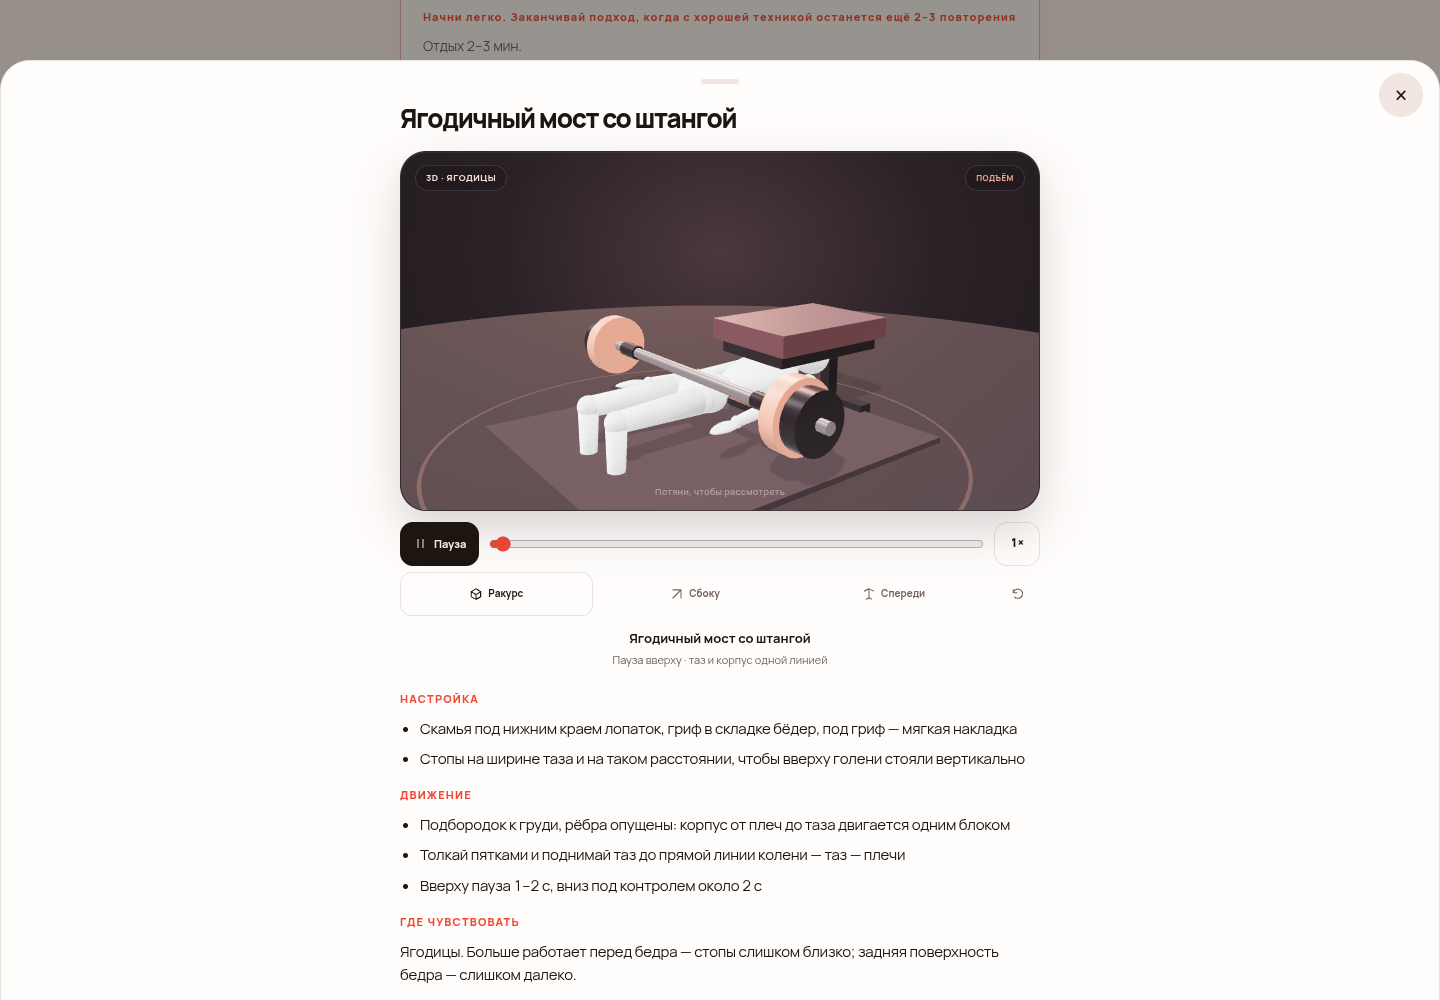 Начни легко. Заканчивай подход, когда с хорошей техникой останется ещё 2–3 повторения
Отдых 2–3 мин.
Ягодичный мост со штангой
3D · ЯГОДИЦЫ
ПОДЪЁМ
Потяни, чтобы рассмотреть
Пауза
1×
Ракурс
Сбоку
Спереди
Ягодичный мост со штангой
Пауза вверху · таз и корпус одной линией
НАСТРОЙКА
• Скамья под нижним краем лопаток, гриф в складке бёдер, под гриф — мягкая накладка
• Стопы на ширине таза и на таком расстоянии, чтобы вверху голени стояли вертикально
ДВИЖЕНИЕ
• Подбородок к груди, рёбра опущены: корпус от плеч до таза двигается одним блоком
• Толкай пятками и поднимай таз до прямой линии колени — таз — плечи
• Вверху пауза 1–2 с, вниз под контролем около 2 с
ГДЕ ЧУВСТВОВАТЬ
Ягодицы. Больше работает перед бедра — стопы слишком близко; задняя поверхность
бедра — слишком далеко.